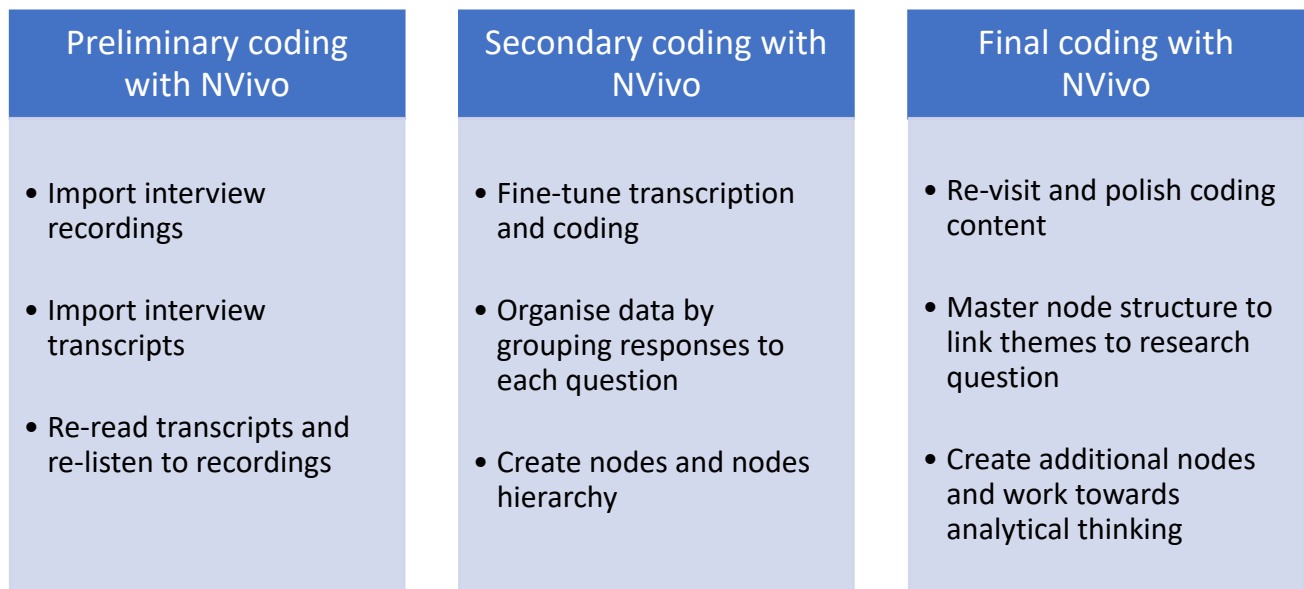 Preliminary coding
with NVivo
• Import interview
recordings
• Import interview
transcripts
• Re-read transcripts and
re-listen to recordings
Secondary coding with
NVivo
• Fine-tune transcription
and coding
• Organise data by
grouping responses to
each question
• Create nodes and nodes
hierarchy
Final coding with
NVivo
• Re-visit and polish coding
content
• Master node structure to
link themes to research
question
• Create additional nodes
and work towards
analytical thinking